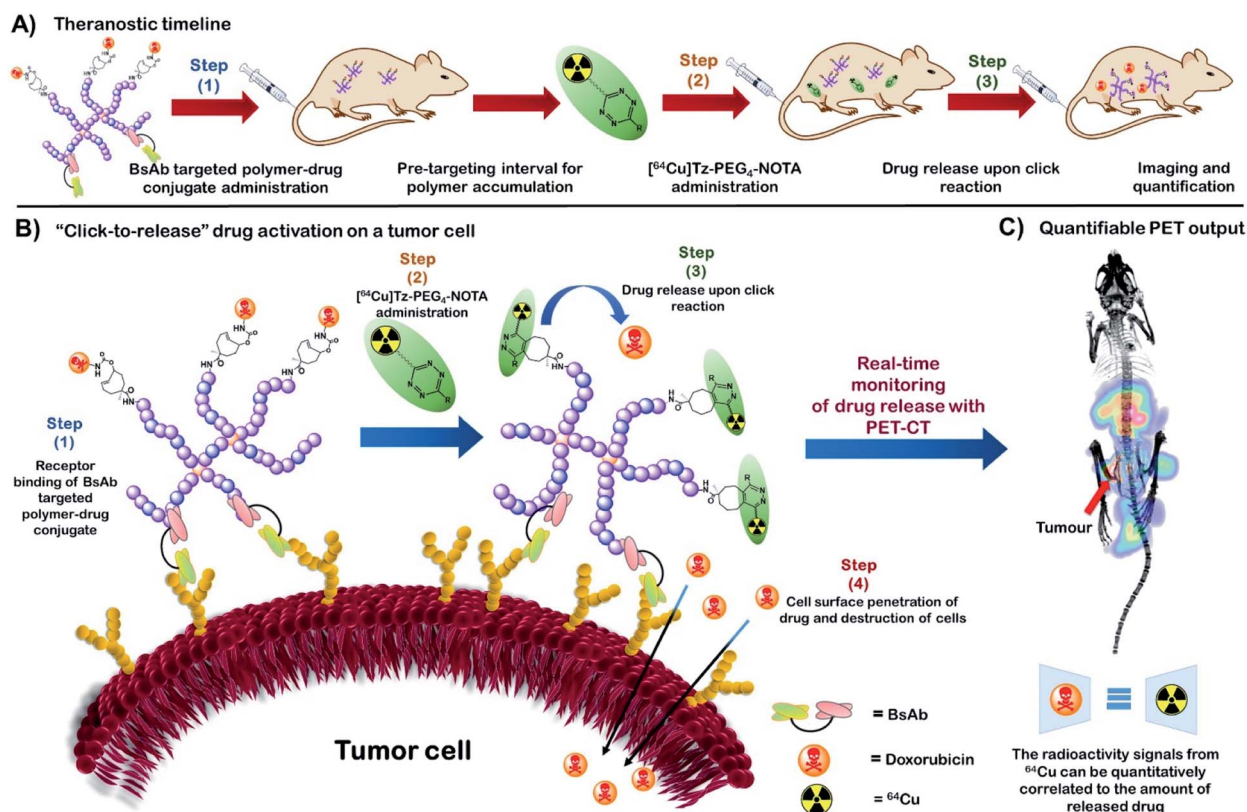 A) Theranostic timeline
Step
(1)
BsAb targeted polymer-drug
conjugate administration
Pre-targeting interval for
polymer accumulation
Step
(2)
[⁶⁴Cu]Tz-PEG₄-NOTA
administration
Step
(3)
Drug release upon click
reaction
Imaging and
quantification
B) “Click-to-release” drug activation on a tumor cell
Step
(1)
Receptor
binding of BsAb
targeted
polymer-drug
conjugate
Step
(2)
[⁶⁴Cu]Tz-PEG₄-NOTA
administration
Step
(3)
Drug release upon click
reaction
Real-time
monitoring
of drug release with
PET-CT
Step
(4)
Cell surface penetration of
drug and destruction of cells
Tumor cell
= BsAb
= Doxorubicin
= ⁶⁴Cu
C) Quantifiable PET output
Tumour
The radioactivity signals from
⁶⁴Cu can be quantitatively
correlated to the amount of
released drug